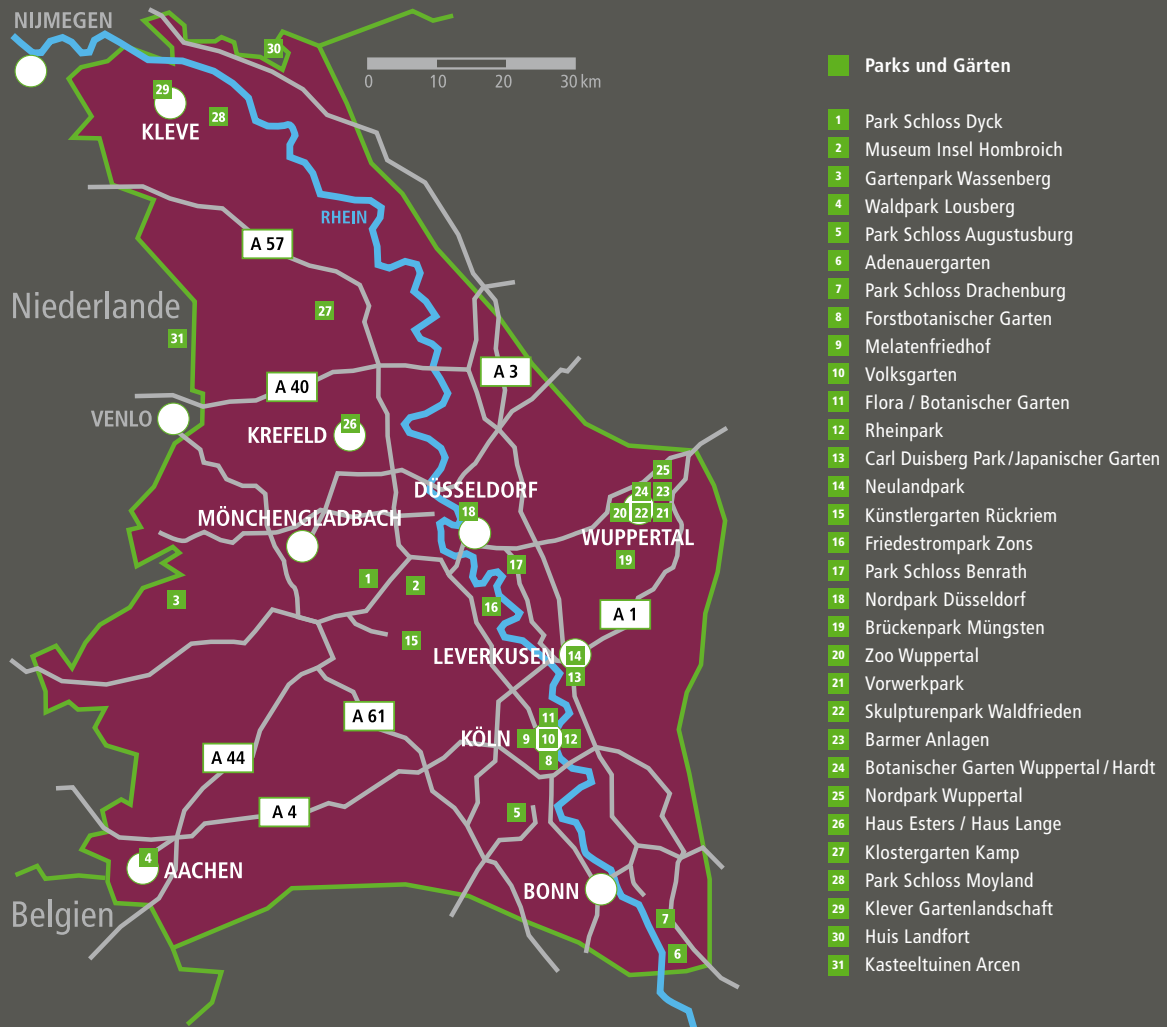 NIJMEGEN
30
0 10 20 30 km
29
28
KLEVE
RHEIN
A 57
Niederlande
27
31
A 3
A 40
VENLO
26
KREFELD
25
DÜSSELDORF
24 23
18
20 22 21
MÖNCHENGLADBACH
WUPPERTAL
19
17
1
2
3
16
A 1
15
LEVERKUSEN
14
13
A 61
11
KÖLN
9 10 12
8
A 44
A 4
5
4
AACHEN
BONN
Belgien
7
6
Parks und Gärten
1 Park Schloss Dyck
2 Museum Insel Hombroich
3 Gartenpark Wassenberg
4 Waldpark Lousberg
5 Park Schloss Augustusburg
6 Adenauergarten
7 Park Schloss Drachenburg
8 Forstbotanischer Garten
9 Melatenfriedhof
10 Volksgarten
11 Flora / Botanischer Garten
12 Rheinpark
13 Carl Duisberg Park / Japanischer Garten
14 Neulandpark
15 Künstlergarten Rückriem
16 Friedestrompark Zons
17 Park Schloss Benrath
18 Nordpark Düsseldorf
19 Brückenpark Müngsten
20 Zoo Wuppertal
21 Vorwerkpark
22 Skulpturenpark Waldfrieden
23 Barmer Anlagen
24 Botanischer Garten Wuppertal / Hardt
25 Nordpark Wuppertal
26 Haus Esters / Haus Lange
27 Klostergarten Kamp
28 Park Schloss Moyland
29 Klever Gartenlandschaft
30 Huis Landfort
31 Kasteeltuinen Arcen